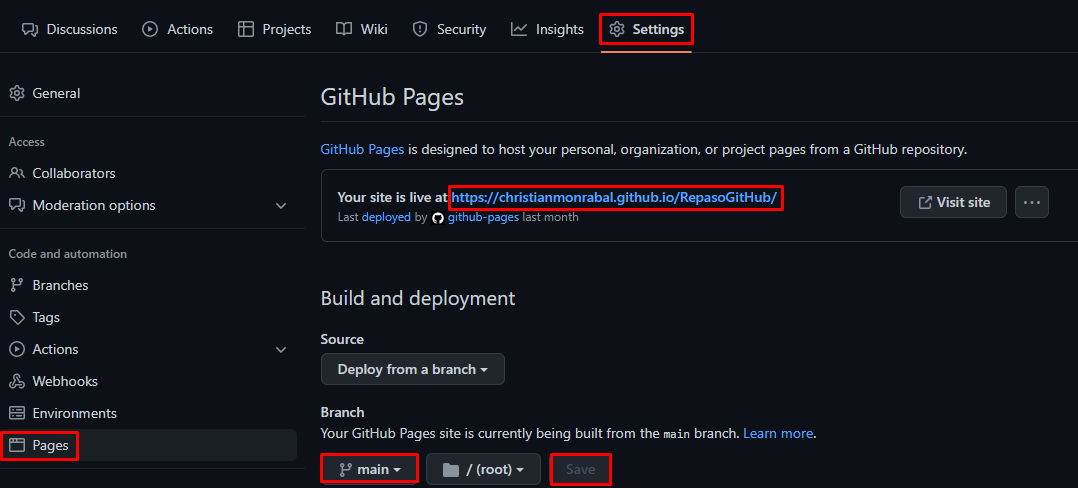 Discussions Actions Projects Wiki Security Insights Settings
General
Access
Collaborators
Moderation options
Code and automation
Branches
Tags
Actions
Webhooks
Environments
Pages
GitHub Pages
GitHub Pages is designed to host your personal, organization, or project pages from a GitHub repository.
Your site is live at https://christianmonrabal.github.io/RepasoGitHub/
Visit site
Last deployed by github-pages last month
Build and deployment
Source
Deploy from a branch
Branch
Your GitHub Pages site is currently being built from the main branch. Learn more.
main / (root) Save